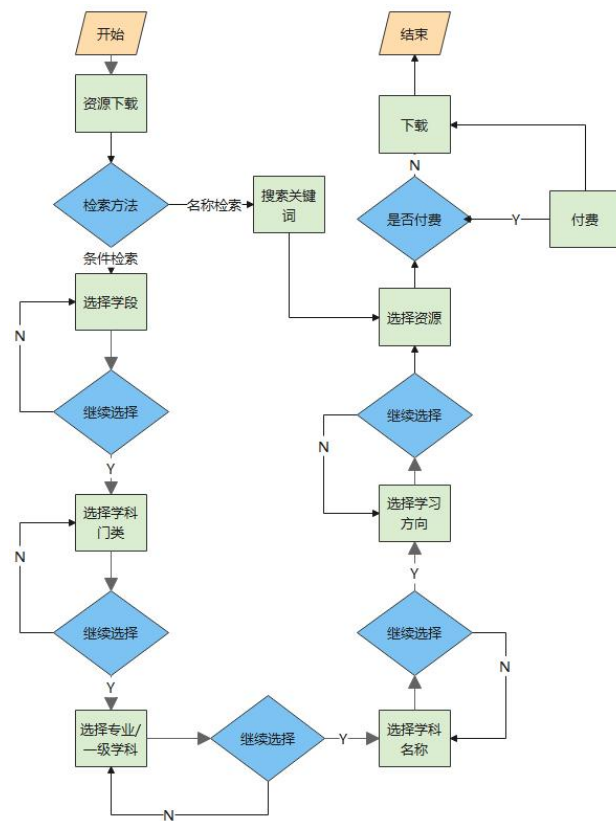 开始
资源下载
检索方法
名称检索
搜索关键
词
条件检索
选择学段
N
继续选择
Y
选择学科
门类
N
继续选择
Y
选择专业/
一级学科
继续选择
N
Y
选择学科
名称
N
继续选择
Y
选择学习
方向
N
继续选择
选择资源
是否付费
Y
付费
N
下载
结束